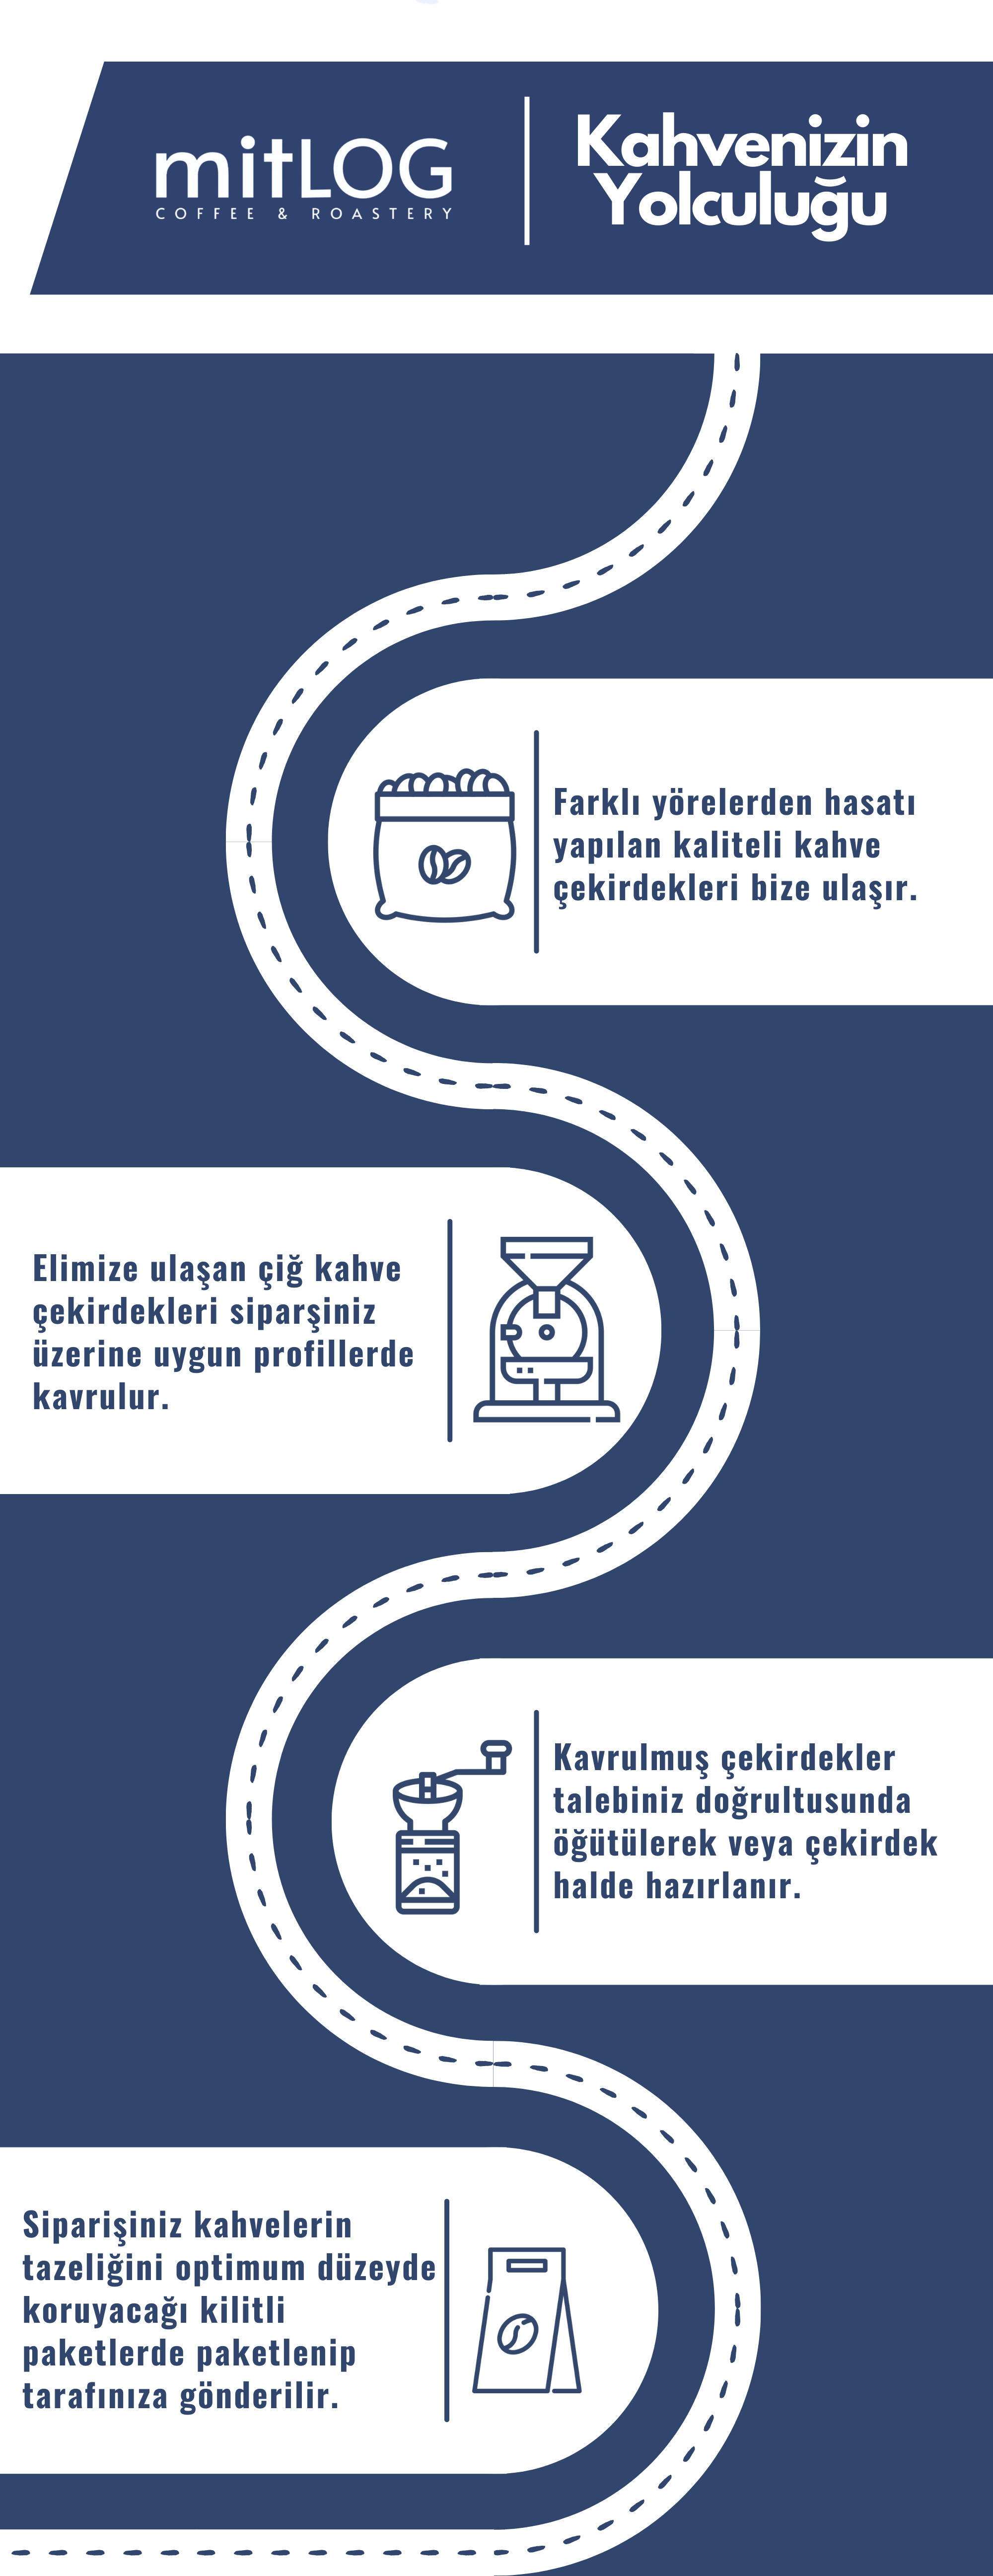 mitLOG
COFFEE & ROASTERY
Kahvenizin
Yolculuğu
Farklı yörelerden hasatı
yapılan kaliteli kahve
çekirdekleri bize ulaşır.
Elimize ulaşan çiğ kahve
çekirdekleri siparşiniz
üzerine uygun profillerde
kavrulur.
Kavrulmuş çekirdekler
talebiniz doğrultusunda
öğütülerek veya çekirdek
halde hazırlanır.
Siparişiniz kahvelerin
tazeliğini optimum düzeyde
koruyacağı kilitli
paketlerde paketlenip
tarafınıza gönderilir.